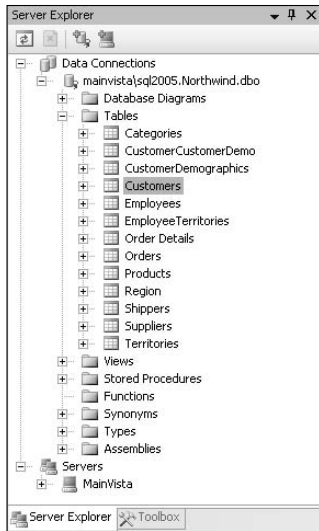 Server Explorer
Data Connections
mainvista\sql2005.Northwind.dbo
Database Diagrams
Tables
Categories
CustomerCustomerDemo
CustomerDemographics
Customers
Employees
EmployeeTerritories
Order Details
Orders
Products
Region
Shippers
Suppliers
Territories
Views
Stored Procedures
Functions
Synonyms
Types
Assemblies
Servers
MainVista
Server Explorer Toolbox